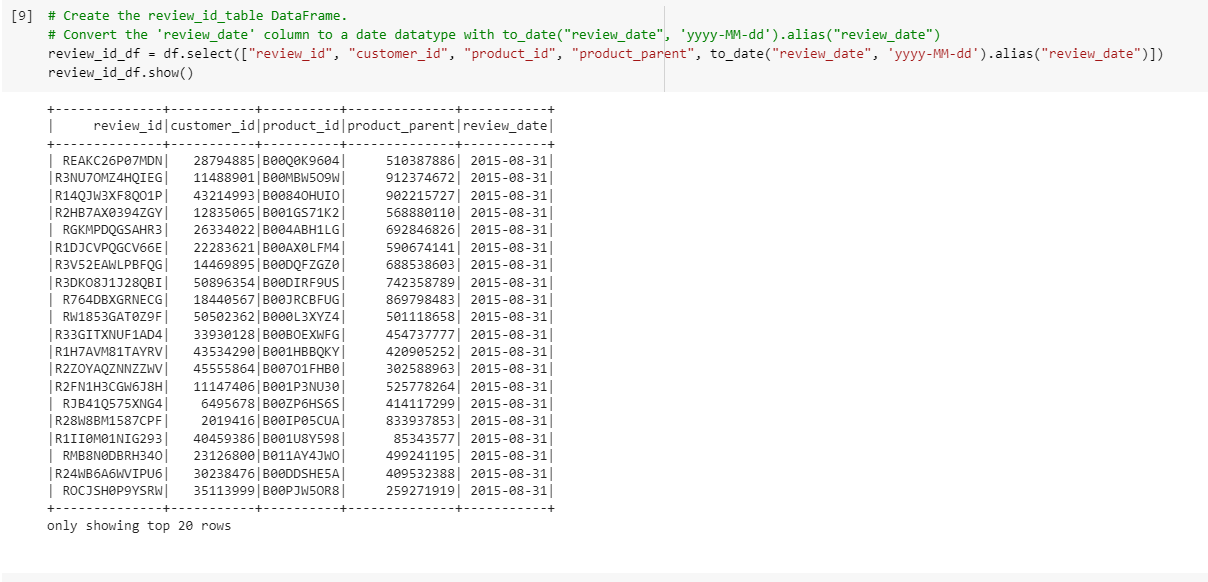 [9] # Create the review_id_table DataFrame.
# Convert the 'review_date' column to a date datatype with to_date("review_date", 'yyyy-MM-dd').alias("review_date")
review_id_df = df.select(["review_id", "customer_id", "product_id", "product_parent", to_date("review_date", 'yyyy-MM-dd').alias("review_date")])
review_id_df.show()
+--------------+-----------+----------+--------------+-----------+
|     review_id|customer_id|product_id|product_parent|review_date|
+--------------+-----------+----------+--------------+-----------+
| REAKC26P07MDN|   28794885|B00Q0K9604|     510387886| 2015-08-31|
|R3NU7OMZ4HQIEG|   11488901|B00MBW5O9W|     912374672| 2015-08-31|
|R14QJW3XF8QO1P|   43214993|B0084OHUIO|     902215727| 2015-08-31|
|R2HB7AX0394ZGY|   12835065|B001GS71K2|     568880110| 2015-08-31|
| RGKMPDQGSAHR3|   26334022|B004ABH1LG|     692846826| 2015-08-31|
|R1DJCVPQGCV66E|   22283621|B00AX0LFM4|     590674141| 2015-08-31|
|R3V52EAWLPBFQG|   14469895|B00DQFZGZ0|     688538603| 2015-08-31|
|R3DKO8J1J28QBI|   50896354|B00DIRF9US|     742358789| 2015-08-31|
| R764DBXGRNECG|   18440567|B00JRCBFUG|     869798483| 2015-08-31|
| RW1853GAT0Z9F|   50502362|B000L3XYZ4|     501118658| 2015-08-31|
|R33GITXNUF1AD4|   33930128|B00BOEXWFG|     454737777| 2015-08-31|
|R1H7AVM81TAYRV|   43534290|B001HBBQKY|     420905252| 2015-08-31|
|R2ZOYAQZNNZZWV|   45555864|B007O1FHB0|     302588963| 2015-08-31|
|R2FN1H3CGW6J8H|   11147406|B001P3NU30|     525778264| 2015-08-31|
| RJB41Q575XNG4|    6495678|B00ZP6HS6S|     414117299| 2015-08-31|
|R28W8BM1587CPF|    2019416|B00IP05CUA|     833937853| 2015-08-31|
|R1II0M01NIG293|   40459386|B001U8Y598|      85343577| 2015-08-31|
| RMB8N0DBRH34O|   23126800|B011AY4JWO|     499241195| 2015-08-31|
|R24WB6A6WVIPU6|   30238476|B00DDSHE5A|     409532388| 2015-08-31|
| ROCJSH0P9YSRW|   35113999|B00PJW5OR8|     259271919| 2015-08-31|
+--------------+-----------+----------+--------------+-----------+
only showing top 20 rows